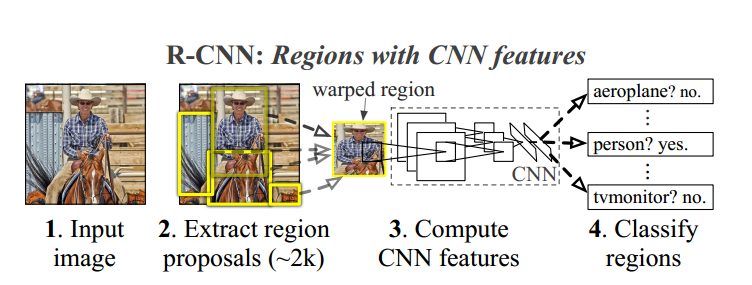 R-CNN: Regions with CNN features
warped region
aeroplane? no.
person? yes.
CNN
tvmonitor? no.
1. Input
image
2. Extract region
proposals (~2k)
3. Compute
CNN features
4. Classify
regions